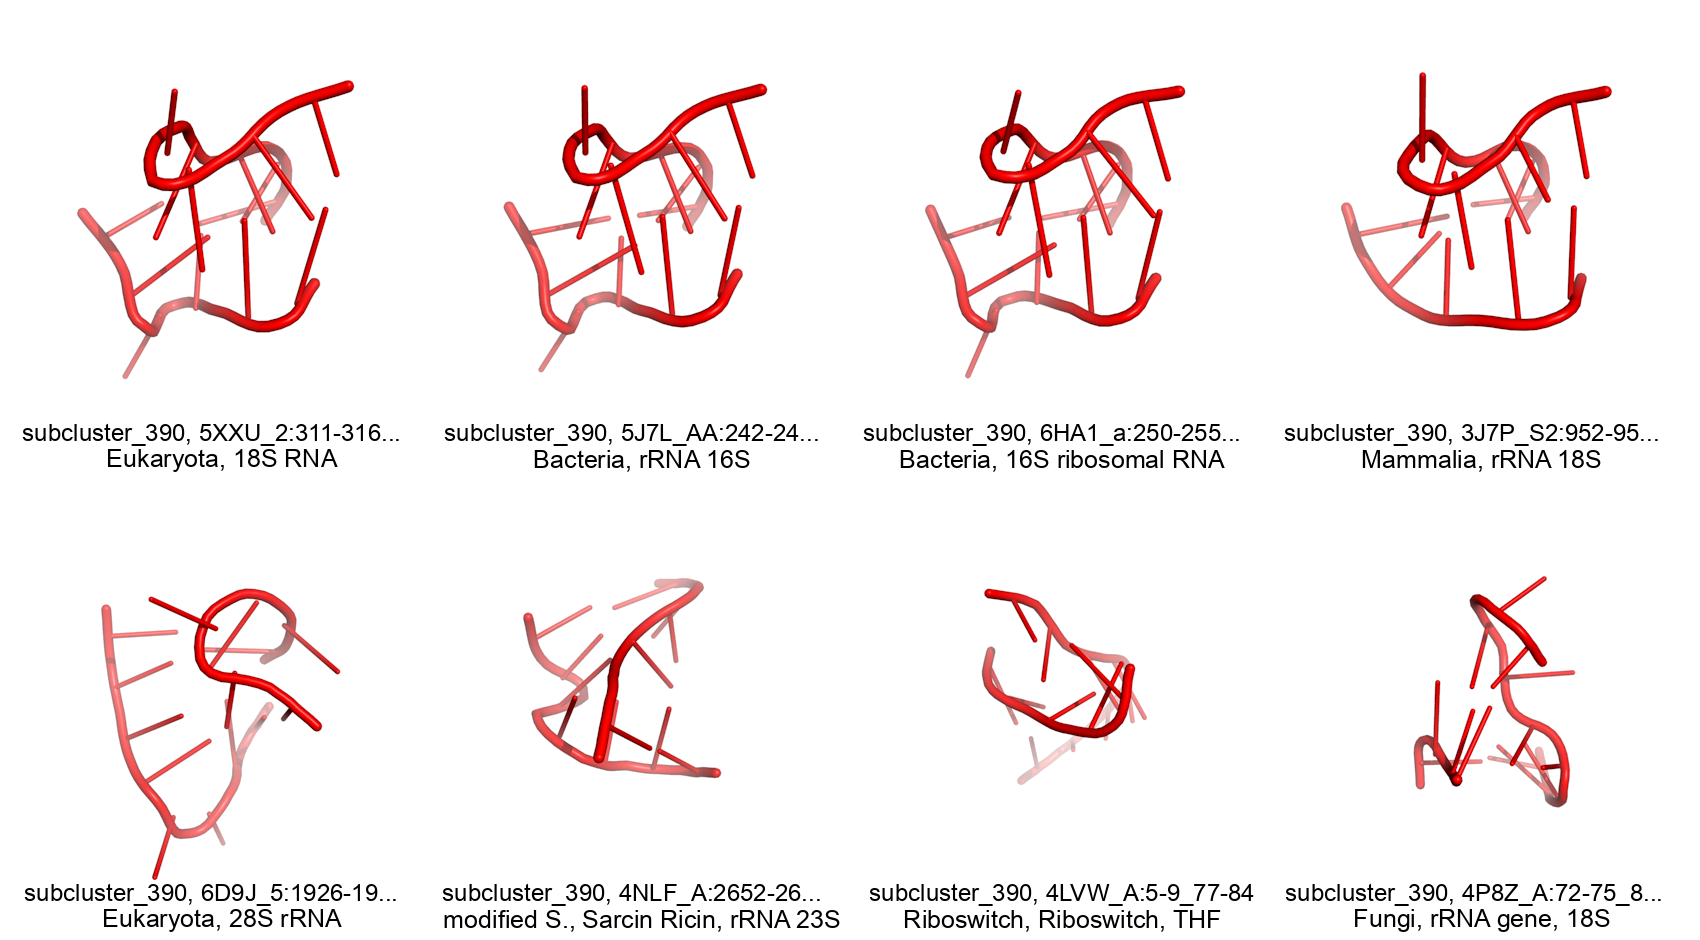 subcluster_390, 5XXU_2:311-316...
Eukaryota, 18S RNA
subcluster_390, 5J7L_AA:242-24...
Bacteria, rRNA 16S
subcluster_390, 6HA1_a:250-255...
Bacteria, 16S ribosomal RNA
subcluster_390, 3J7P_S2:952-95...
Mammalia, rRNA 18S
subcluster_390, 6D9J_5:1926-19...
Eukaryota, 28S rRNA
subcluster_390, 4NLF_A:2652-26...
modified S., Sarcin Ricin, rRNA 23S
subcluster_390, 4LVW_A:5-9_77-84
Riboswitch, Riboswitch, THF
subcluster_390, 4P8Z_A:72-75_8...
Fungi, rRNA gene, 18S